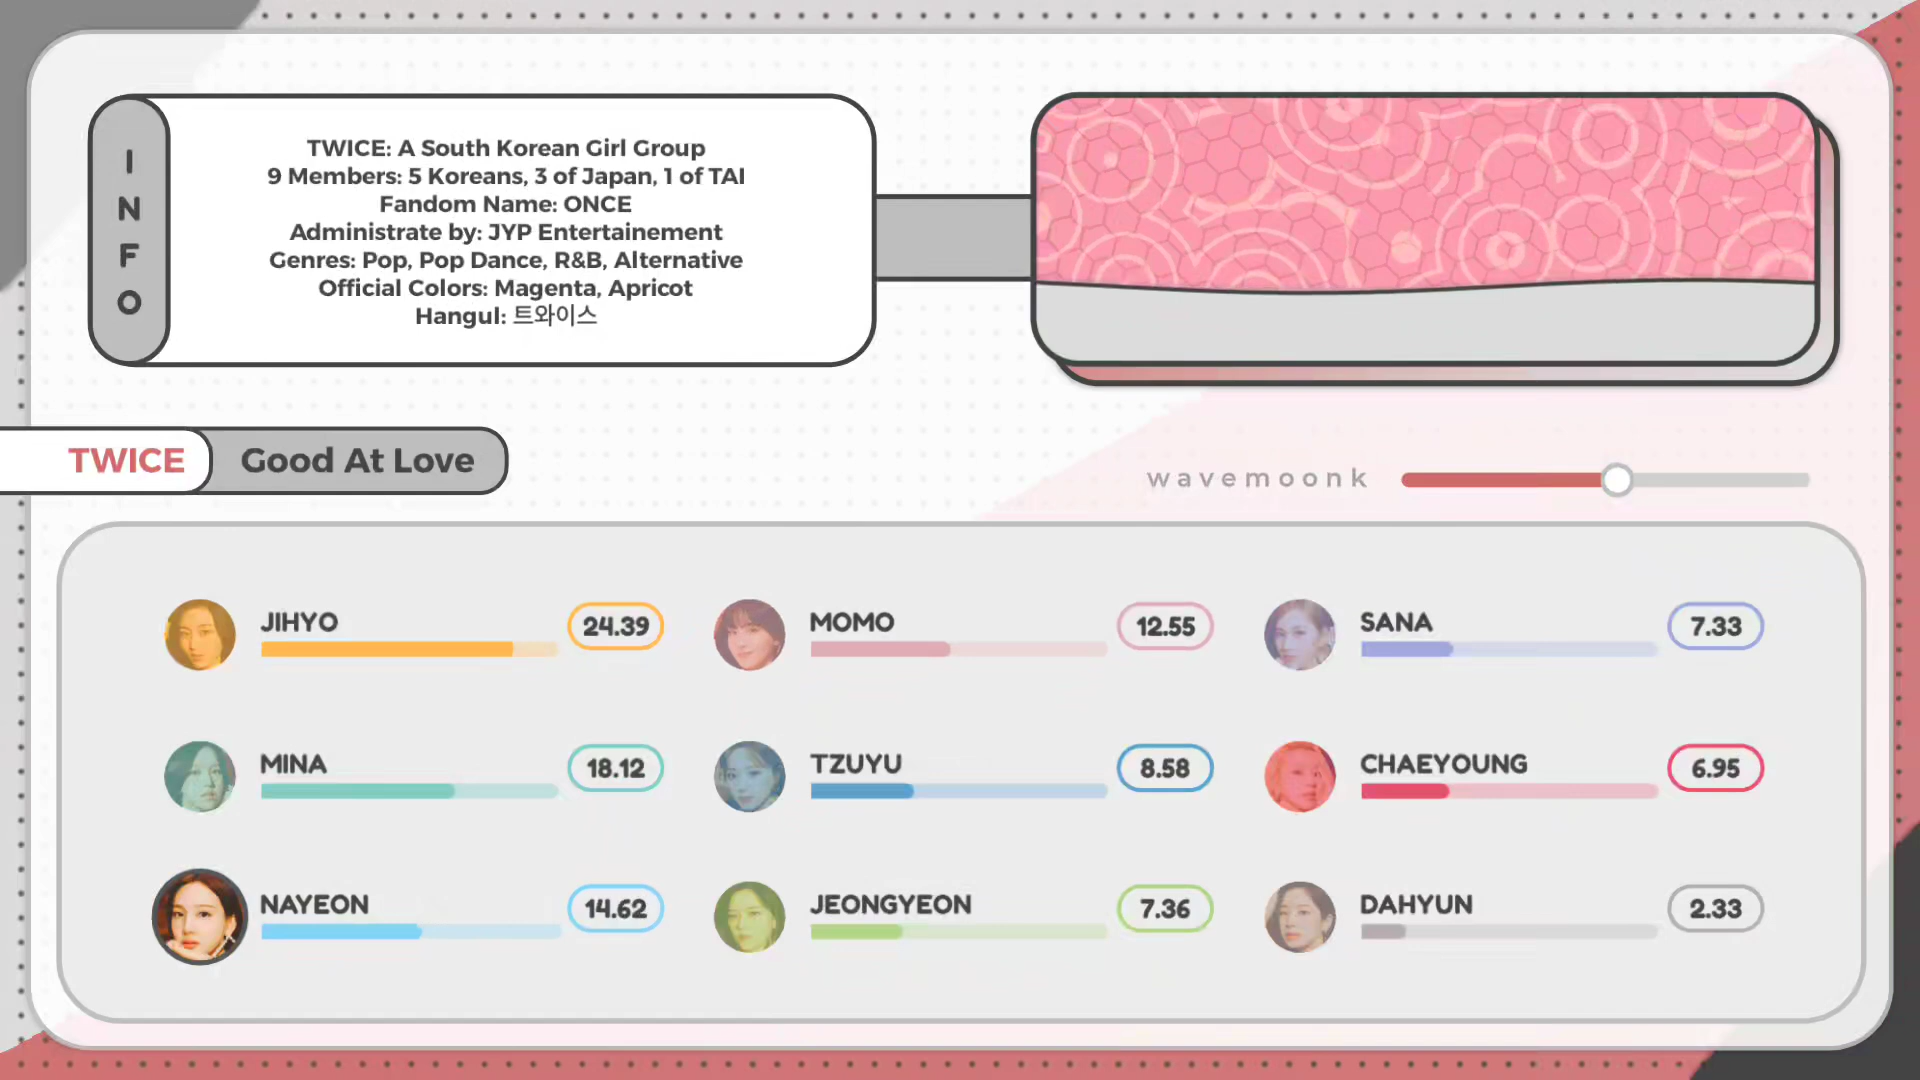 INFO
TWICE: A South Korean Girl Group
9 Members: 5 Koreans, 3 of Japan, 1 of TAI
Fandom Name: ONCE
Administrate by: JYP Entertainement
Genres: Pop, Pop Dance, R&B, Alternative
Official Colors: Magenta, Apricot
Hangul: 트와이스
TWICE Good At Love
wavemoonk
JIHYO 24.39
MOMO 12.55
SANA 7.33
MINA 18.12
TZUYU 8.58
CHAEYOUNG 6.95
NAYEON 14.62
JEONGYEON 7.36
DAHYUN 2.33